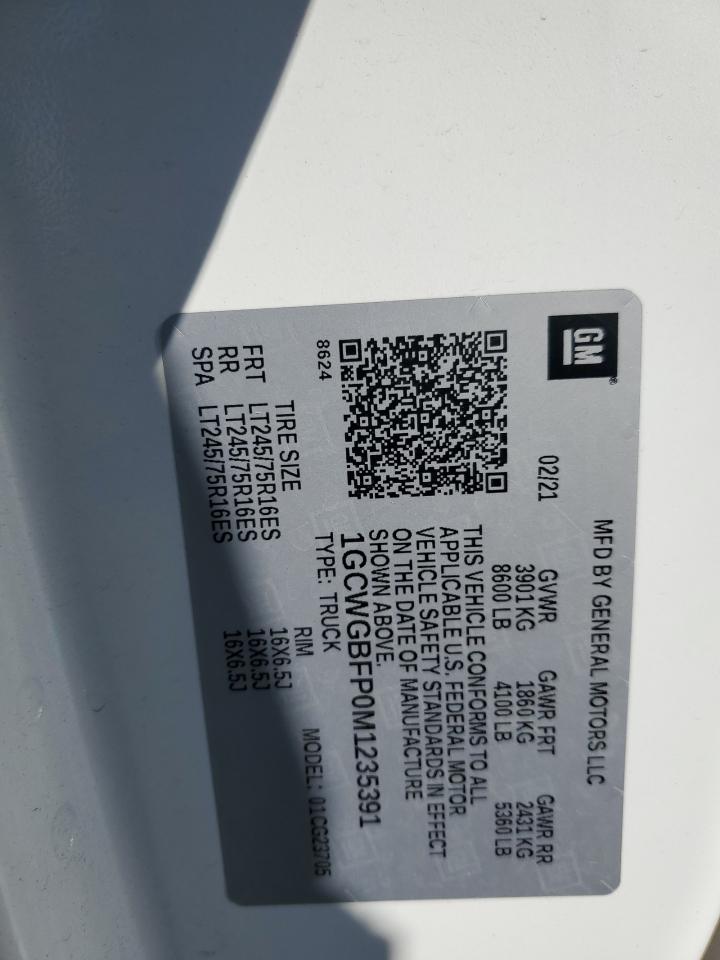 GM®
MFD BY GENERAL MOTORS LLC
02/21
GVWR GAWR FRT GAWR RR
3901 KG 1860 KG 2431 KG
8600 LB 4100 LB 5360 LB
THIS VEHICLE CONFORMS TO ALL
APPLICABLE U.S. FEDERAL MOTOR
VEHICLE SAFETY STANDARDS IN EFFECT
ON THE DATE OF MANUFACTURE
SHOWN ABOVE.
1GCWGBFP0M1235391
8624 TYPE: TRUCK MODEL: 01CG23705
TIRE SIZE RIM
FRT LT245/75R16ES 16X6.5J
RR LT245/75R16ES 16X6.5J
SPA LT245/75R16ES 16X6.5J